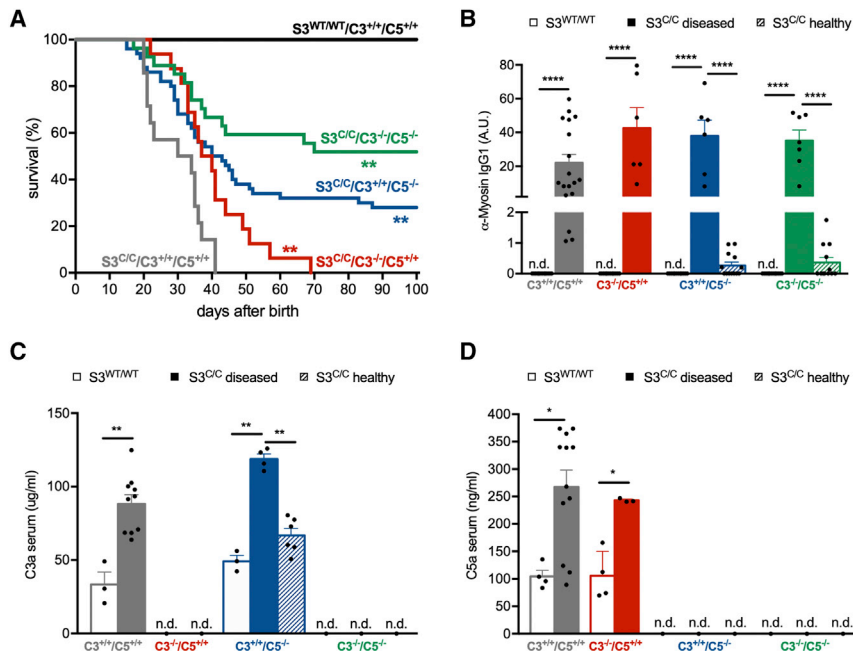 A
S3WT/WT/C3+/+/C5+/+
100
80
60
40
20
0
survival (%)
S3C/C/C3-/-/C5-/-
**
S3C/C/C3+/+/C5-/-
**
S3C/C/C3+/+/C5+/+
**
S3C/C/C3-/-/C5+/+
0 10 20 30 40 50 60 70 80 90 100
days after birth
B
S3WT/WT S3C/C diseased S3C/C healthy
**** **** **** **** **** ****
80
60
40
20
2
1
0
α-Myosin IgG1 (A.U.)
n.d. n.d. n.d. n.d.
C3+/+/C5+/+ C3-/-/C5+/+ C3+/+/C5-/- C3-/-/C5-/-
C
S3WT/WT S3C/C diseased S3C/C healthy
150
100
50
0
C3a serum (ug/ml)
** ** **
n.d. n.d. n.d. n.d. n.d.
C3+/+/C5+/+ C3-/-/C5+/+ C3+/+/C5-/- C3-/-/C5-/-
D
S3WT/WT S3C/C diseased S3C/C healthy
400
350
300
250
200
150
100
50
0
C5a serum (ng/ml)
* *
n.d. n.d. n.d. n.d. n.d. n.d.
C3+/+/C5+/+ C3-/-/C5+/+ C3+/+/C5-/- C3-/-/C5-/-